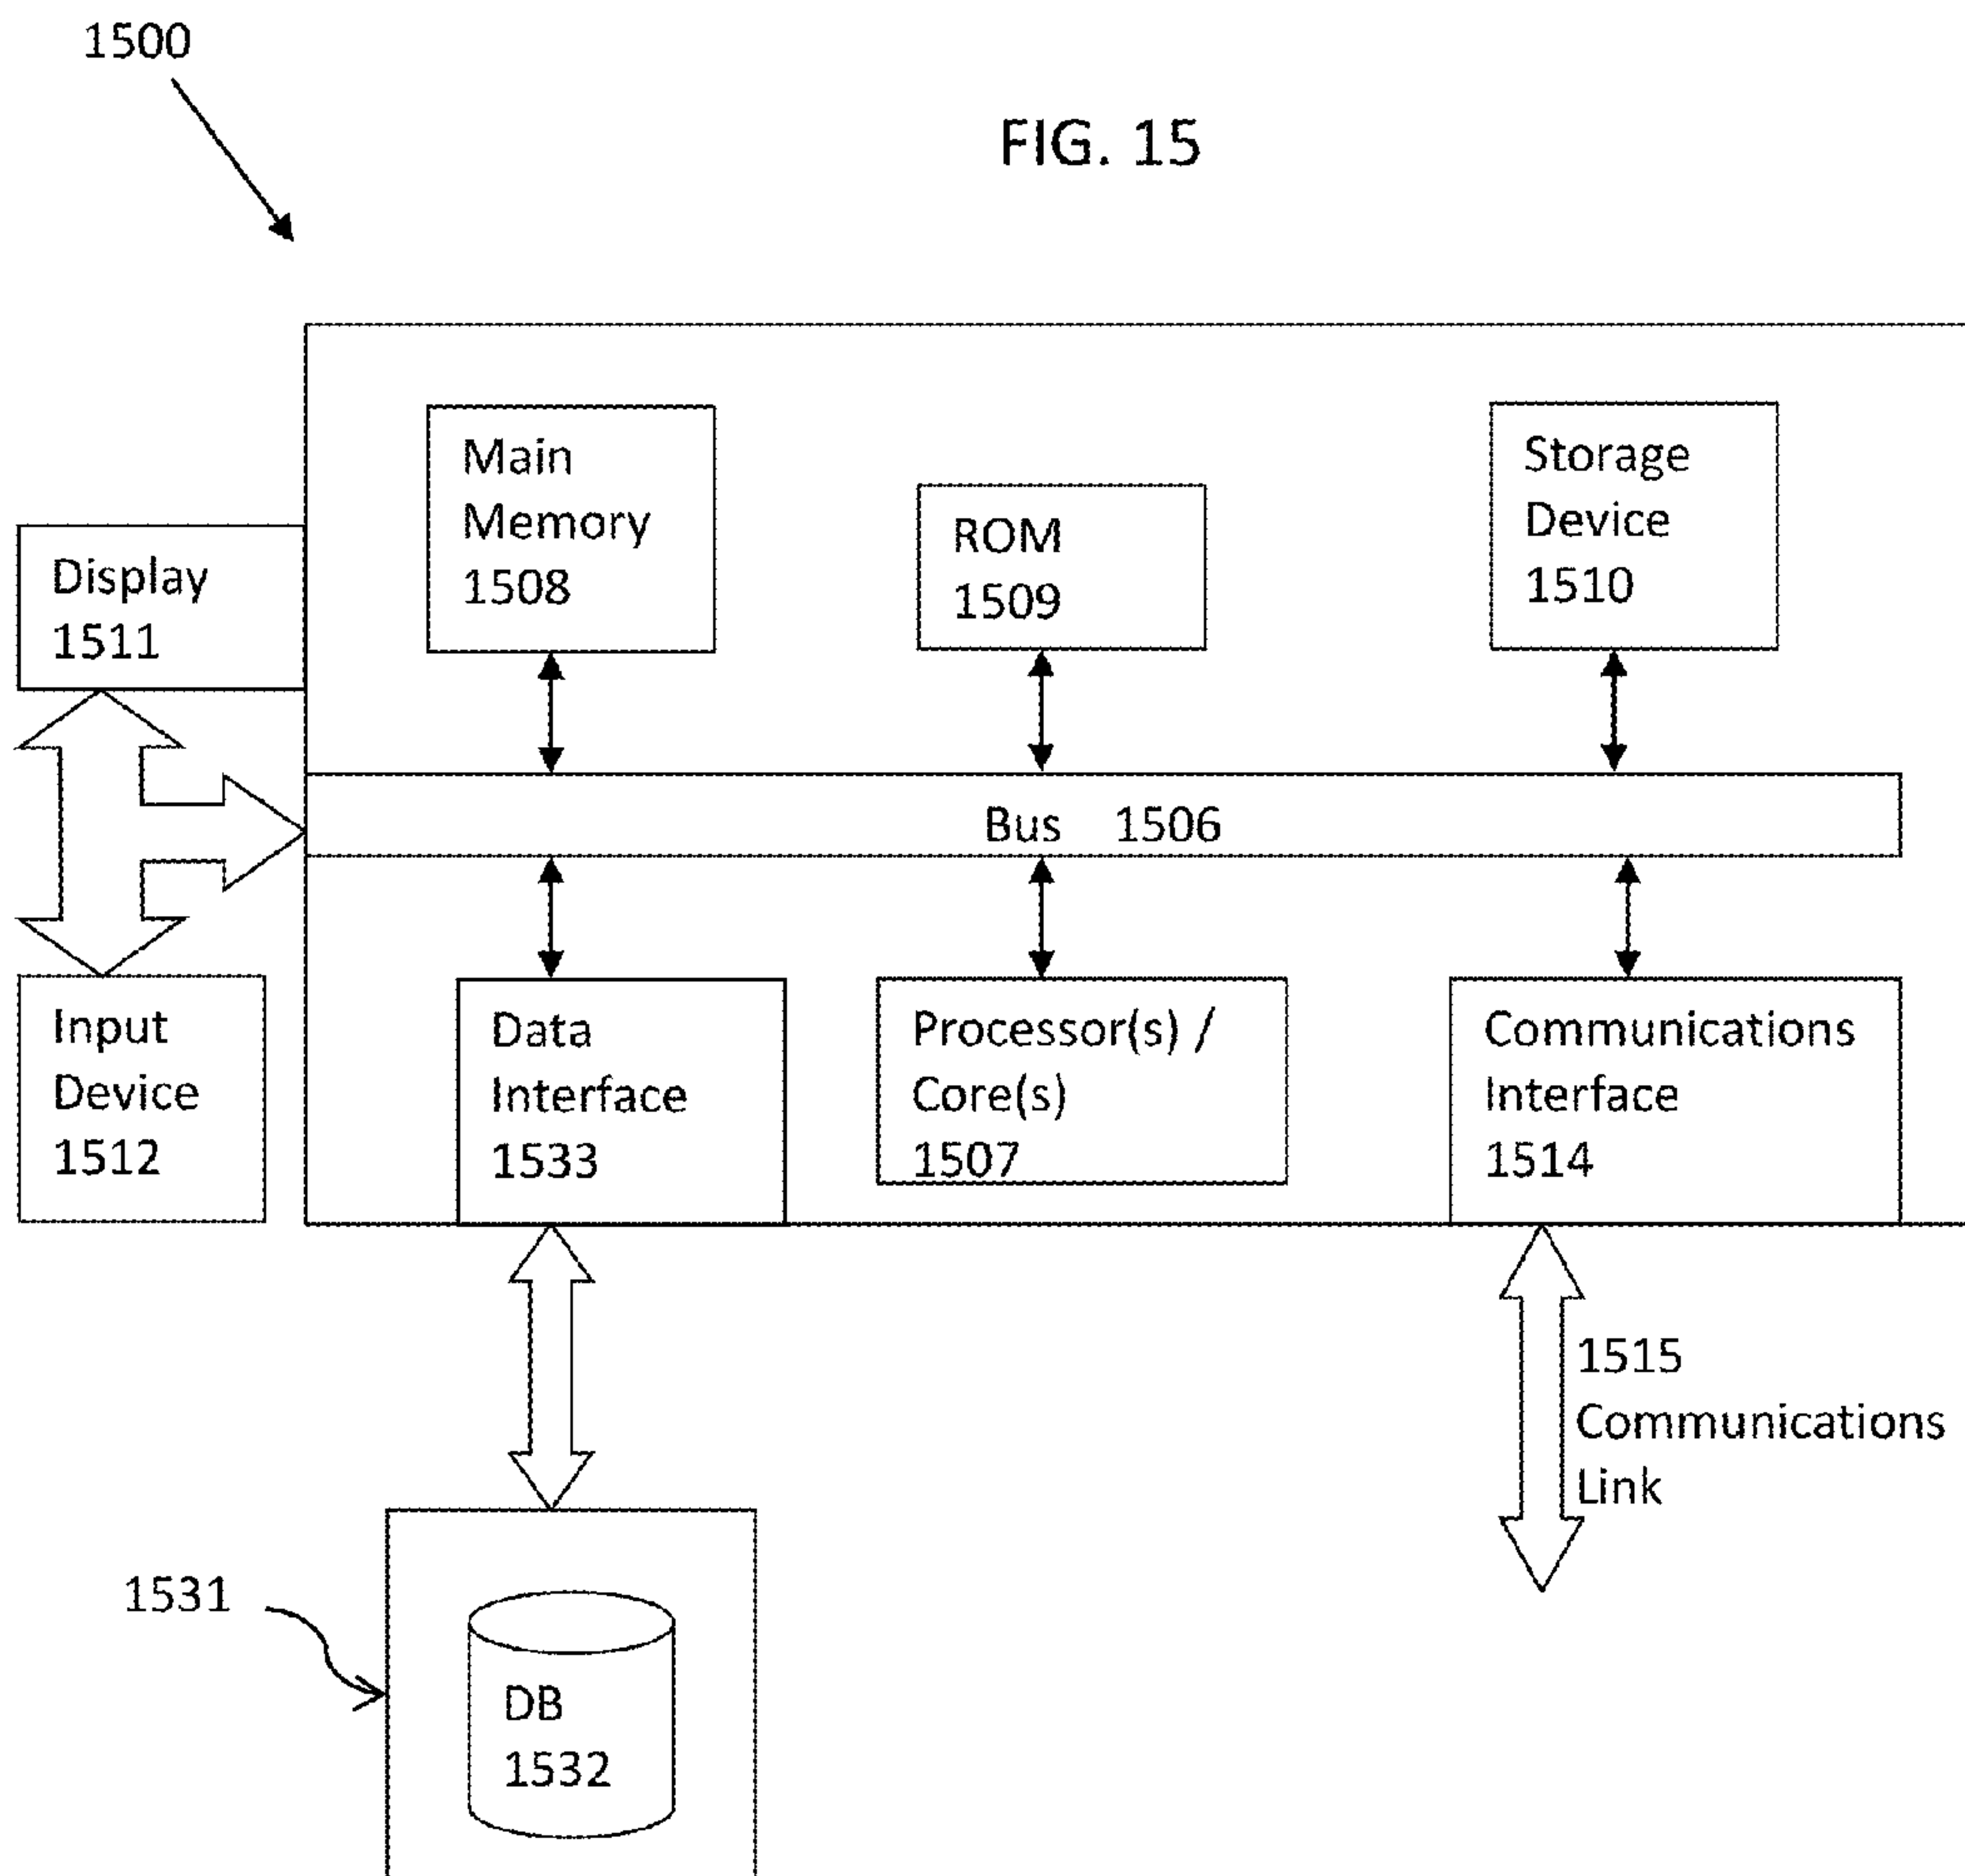 1500
FIG. 15
Main
Memory
1508
ROM
1509
Storage
Device
1510
Display
1511
Bus 1506
Input
Device
1512
Data
Interface
1533
Processor(s) /
Core(s)
1507
Communications
Interface
1514
1515
Communications
Link
1531
DB
1532